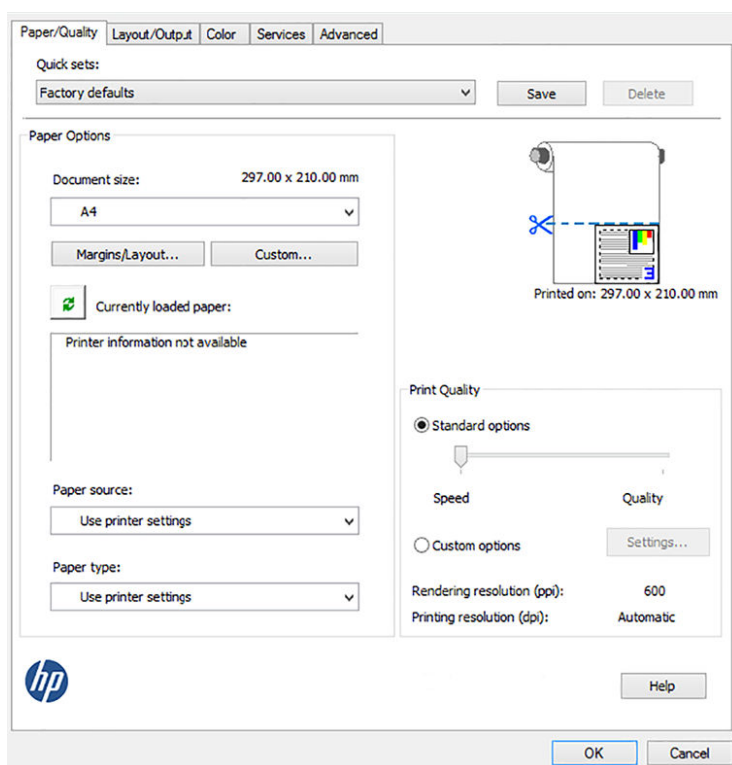 Paper/Quality Layout/Output Color Services Advanced
Quick sets:
Factory defaults Save Delete
Paper Options
Document size: 297.00 x 210.00 mm
A4
Margins/Layout... Custom...
Currently loaded paper:
Printer information not available
Printed on: 297.00 x 210.00 mm
Print Quality
Standard options
Speed Quality
Paper source:
Use printer settings
Custom options Settings...
Paper type:
Use printer settings
Rendering resolution (ppi): 600
Printing resolution (dpi): Automatic
hp
Help
OK Cancel